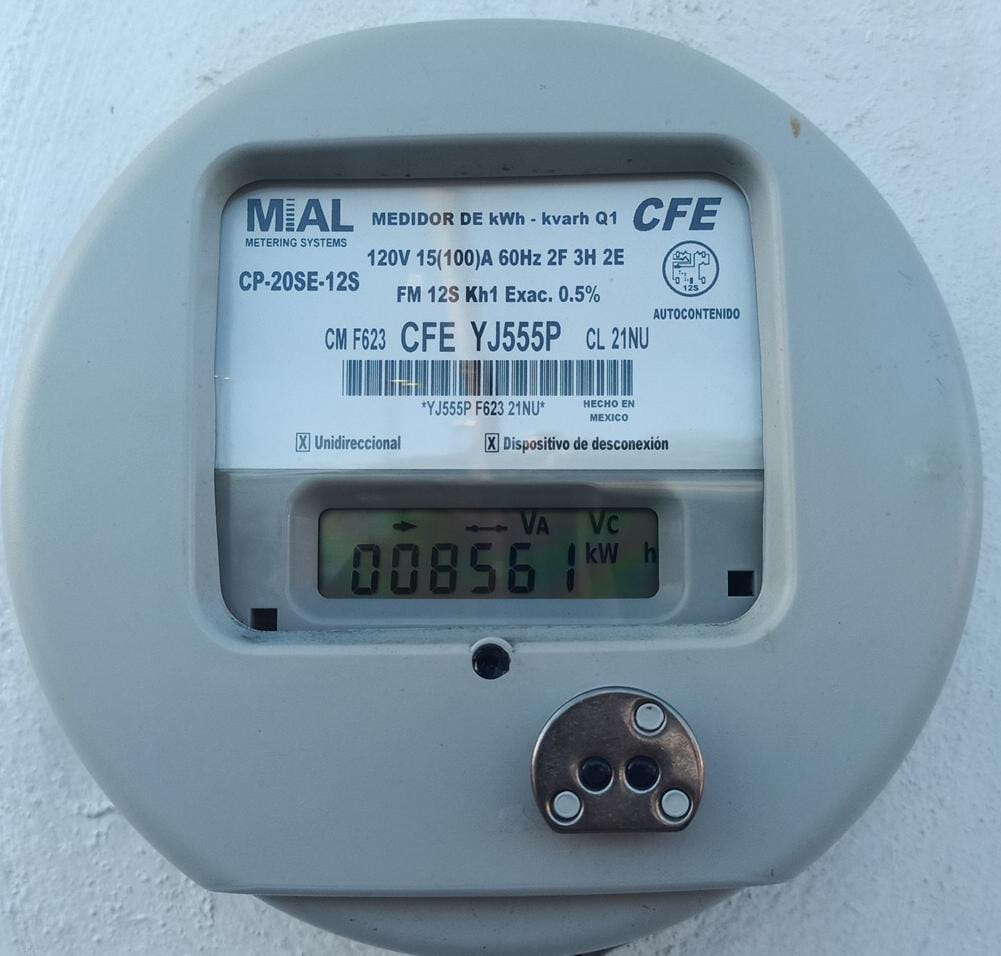 MIAL MEDIDOR DE kWh - kvarh Q1 CFE
METERING SYSTEMS
120V 15(100)A 60Hz 2F 3H 2E
CP-20SE-12S
FM 12S Kh1 Exac. 0.5%
12S
AUTOCONTENIDO
CM F623 CFE YJ555P CL 21NU
*YJ555P F623 21NU*
HECHO EN
MEXICO
X Unidireccional X Dispositivo de desconexión
VA VC
008561 kW h